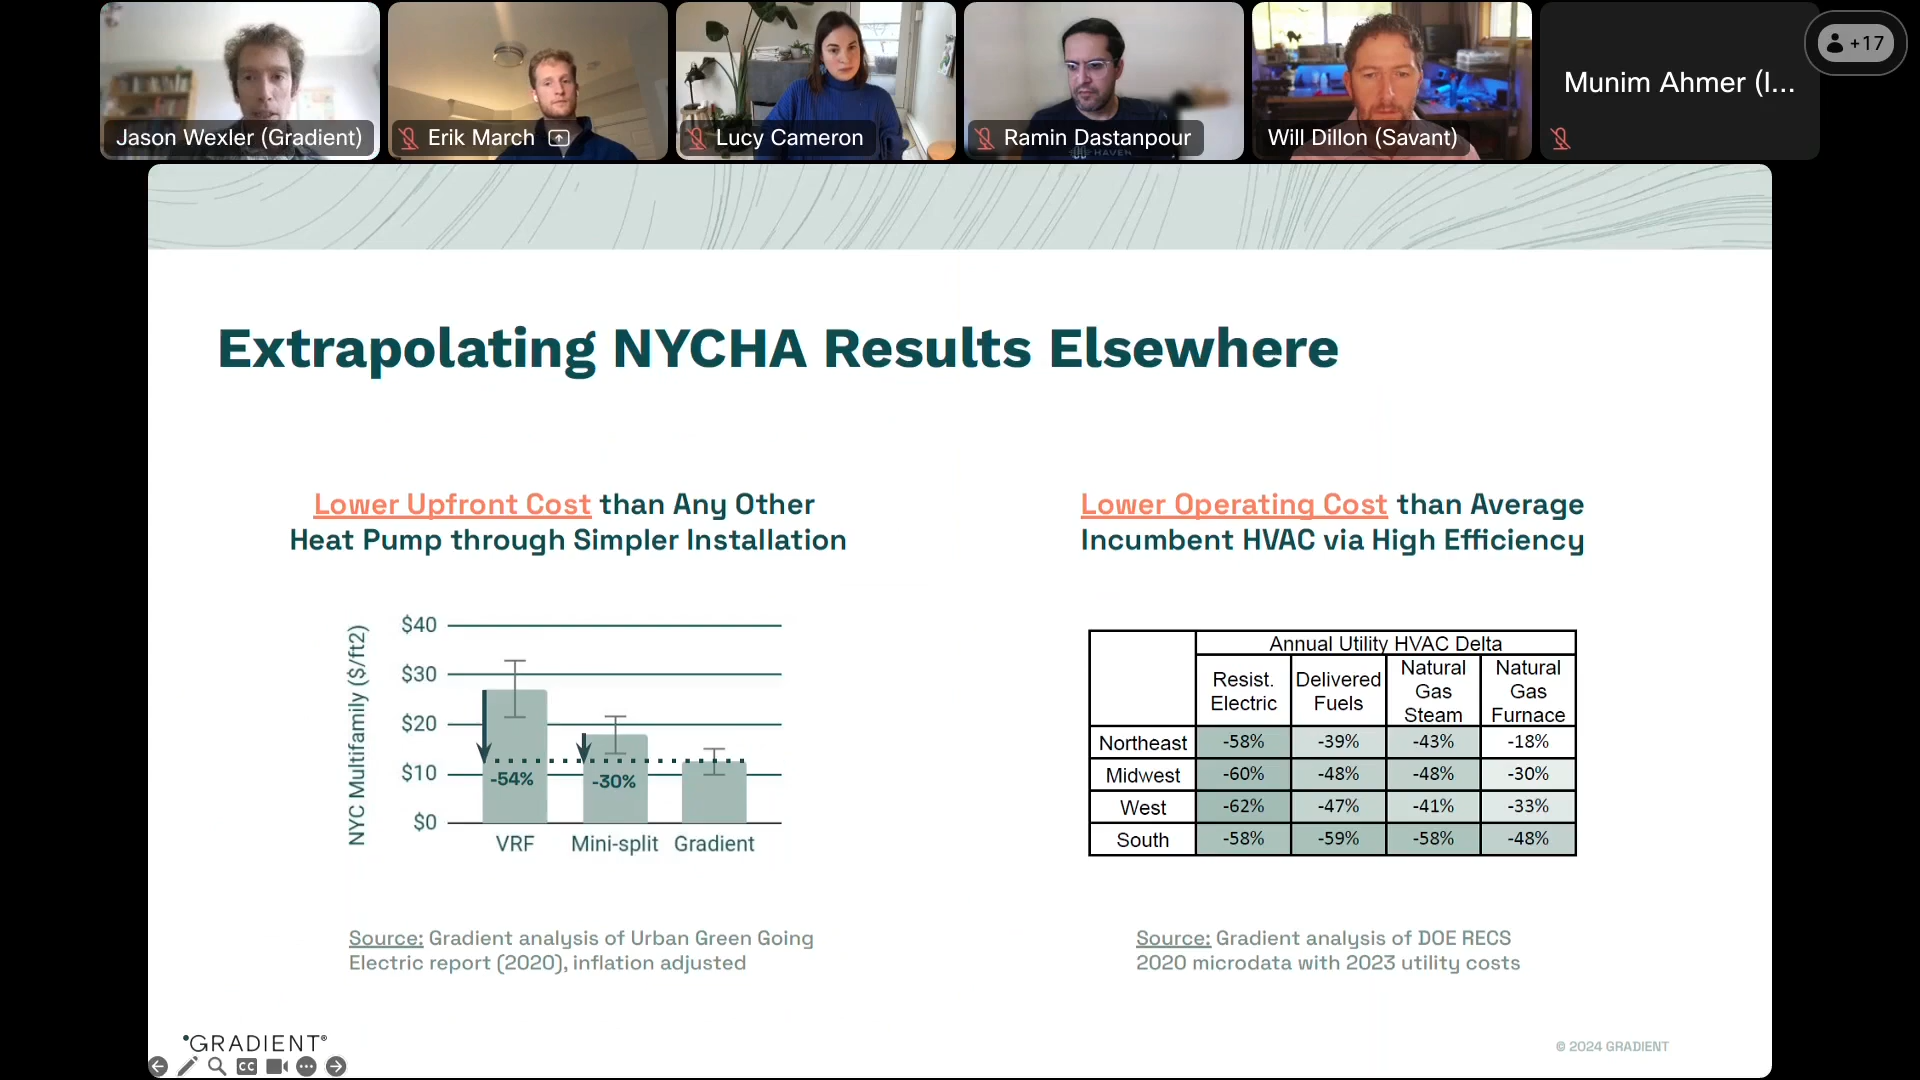 Jason Wexler (Gradient)
Erik March
Lucy Cameron
Ramin Dastanpour
Will Dillon (Savant)
Munim Ahmer (I...
+17
HAVEN
Extrapolating NYCHA Results Elsewhere
Lower Upfront Cost than Any Other
Heat Pump through Simpler Installation
NYC Multifamily ($/ft2)
$40
$30
$20
$10
$0
-54%
-30%
VRF
Mini-split
Gradient
Source: Gradient analysis of Urban Green Going
Electric report (2020), inflation adjusted
Lower Operating Cost than Average
Incumbent HVAC via High Efficiency
Annual Utility HVAC Delta
Resist. Electric
Delivered Fuels
Natural Gas Steam
Natural Gas Furnace
Northeast -58% -39% -43% -18%
Midwest -60% -48% -48% -30%
West -62% -47% -41% -33%
South -58% -59% -58% -48%
Source: Gradient analysis of DOE RECS
2020 microdata with 2023 utility costs
°GRADIENT®
CC
© 2024 GRADIENT